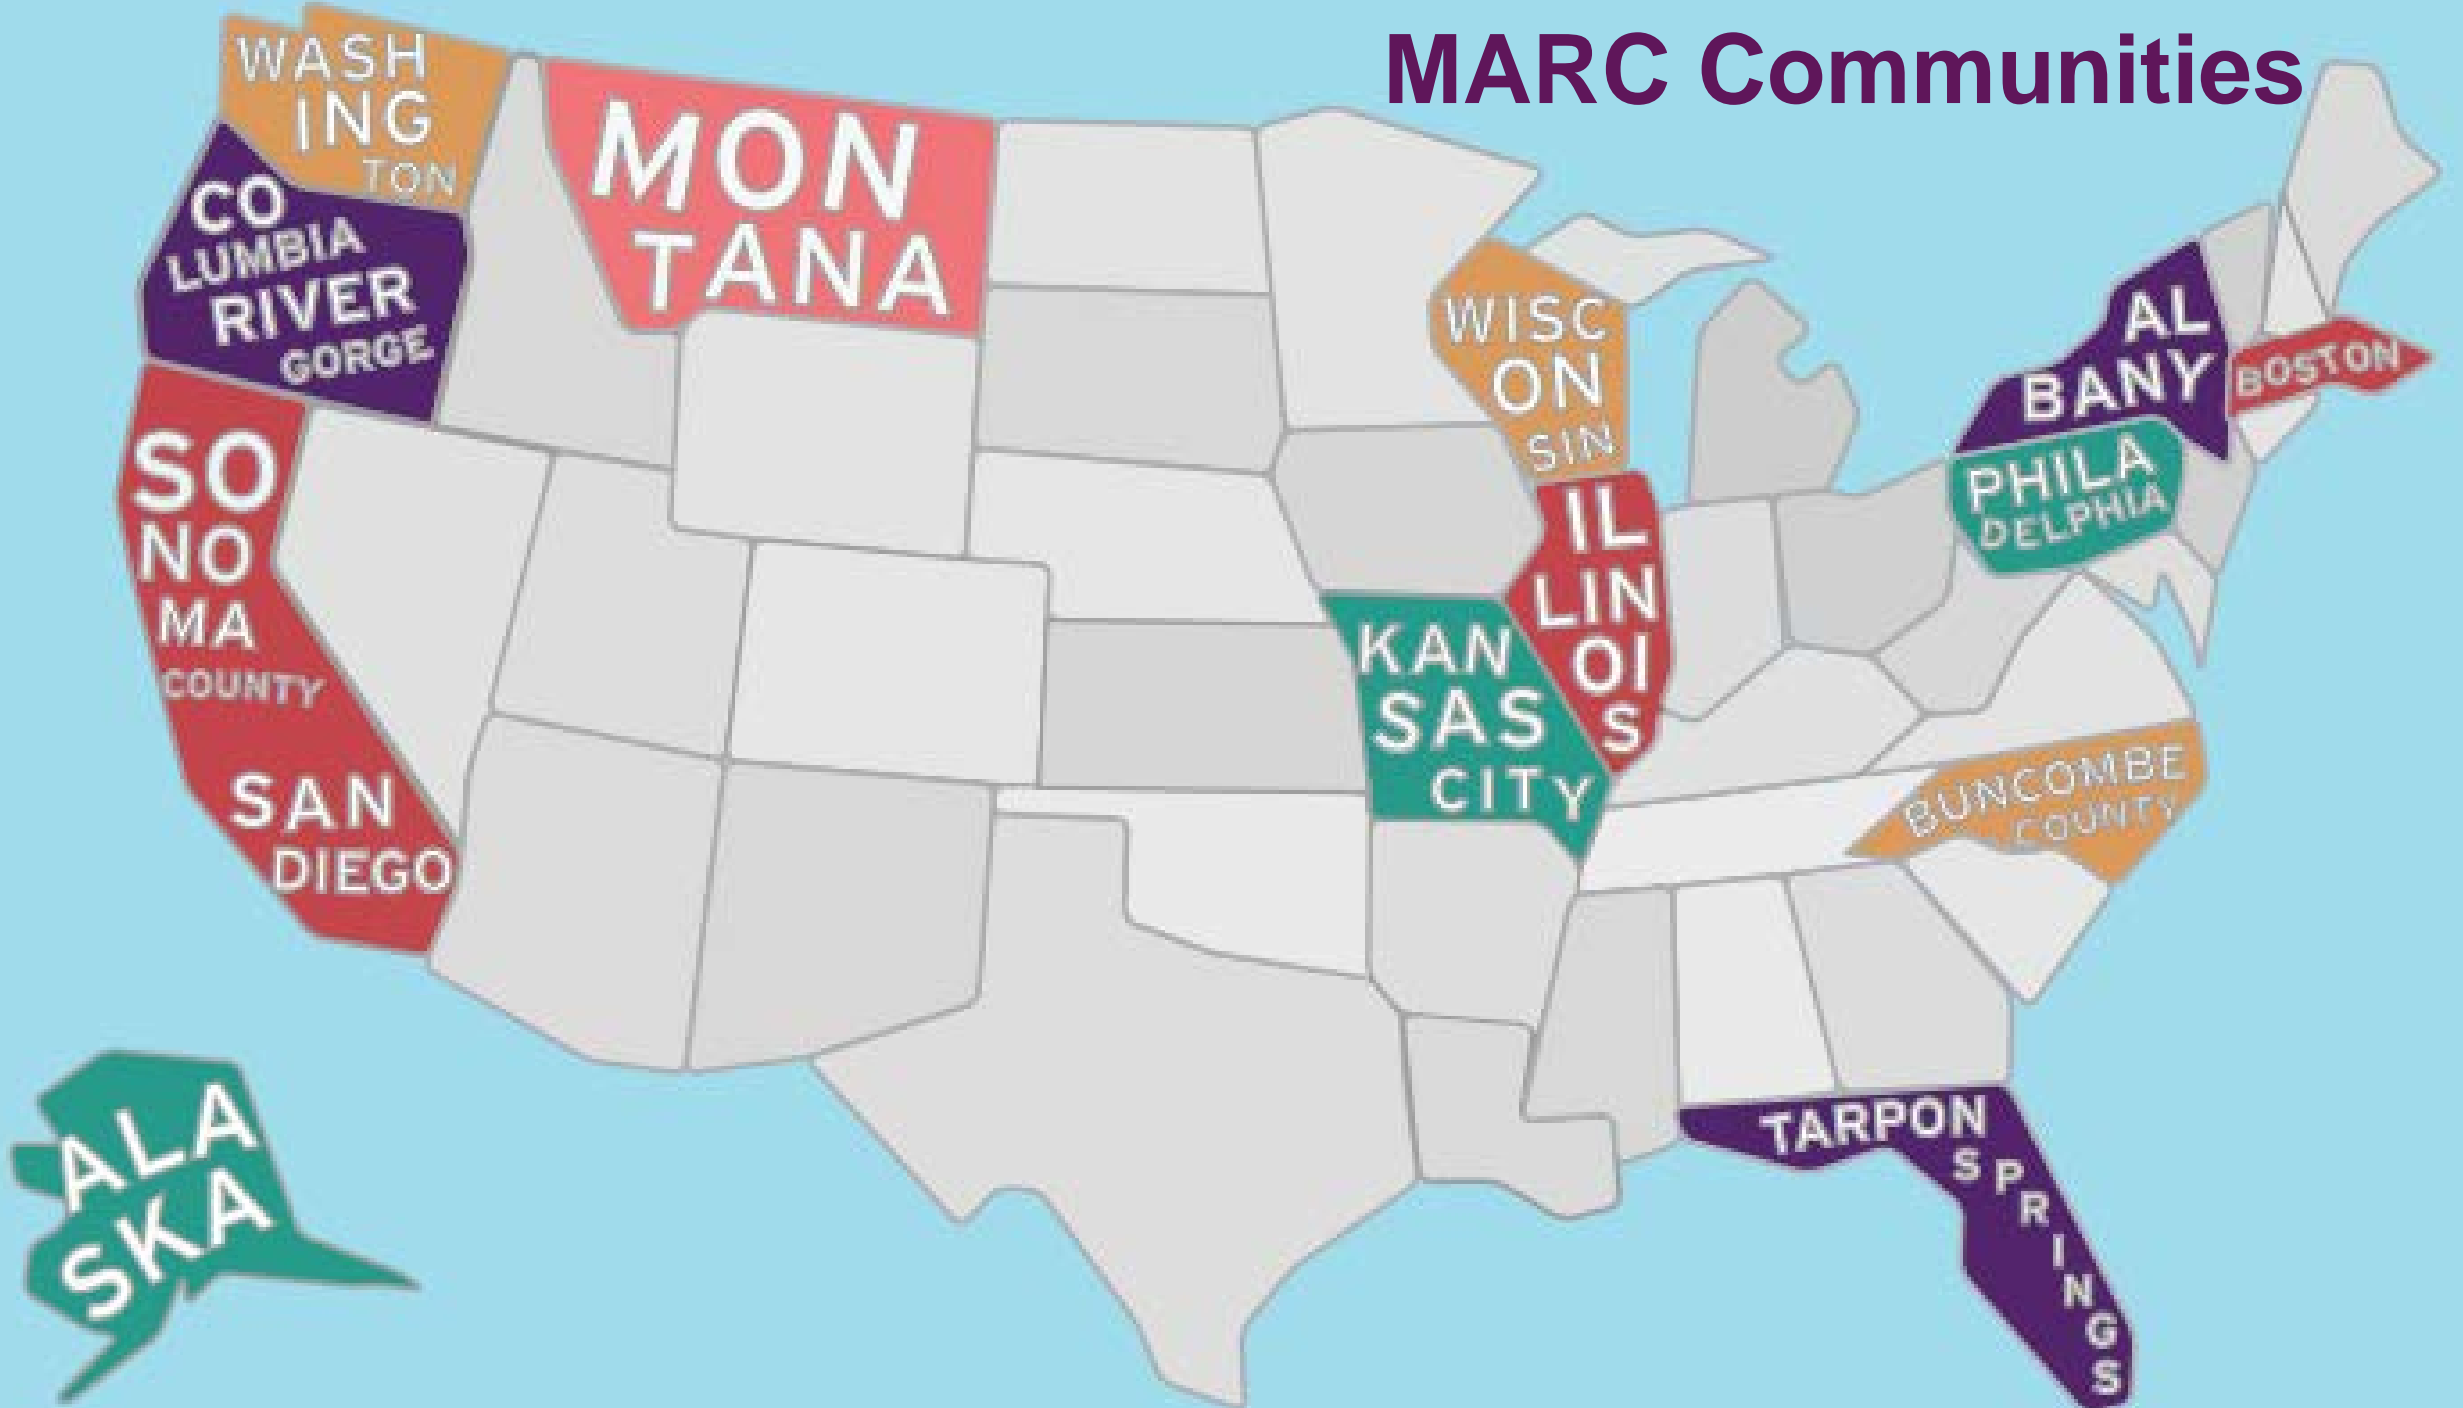 MARC Communities
WASH
ING
TON
CO
LUMBIA
RIVER
GORGE
MON
TANA
SO
NO
MA
COUNTY
SAN
DIEGO
ALA
SKA
WISC
ON
SIN
IL
LIN
OI
S
KAN
SAS
CITY
AL
BANY
BOSTON
PHILA
DELPHIA
BUNCOMBE
COUNTY
TARPON
S
P
R
I
N
G
S